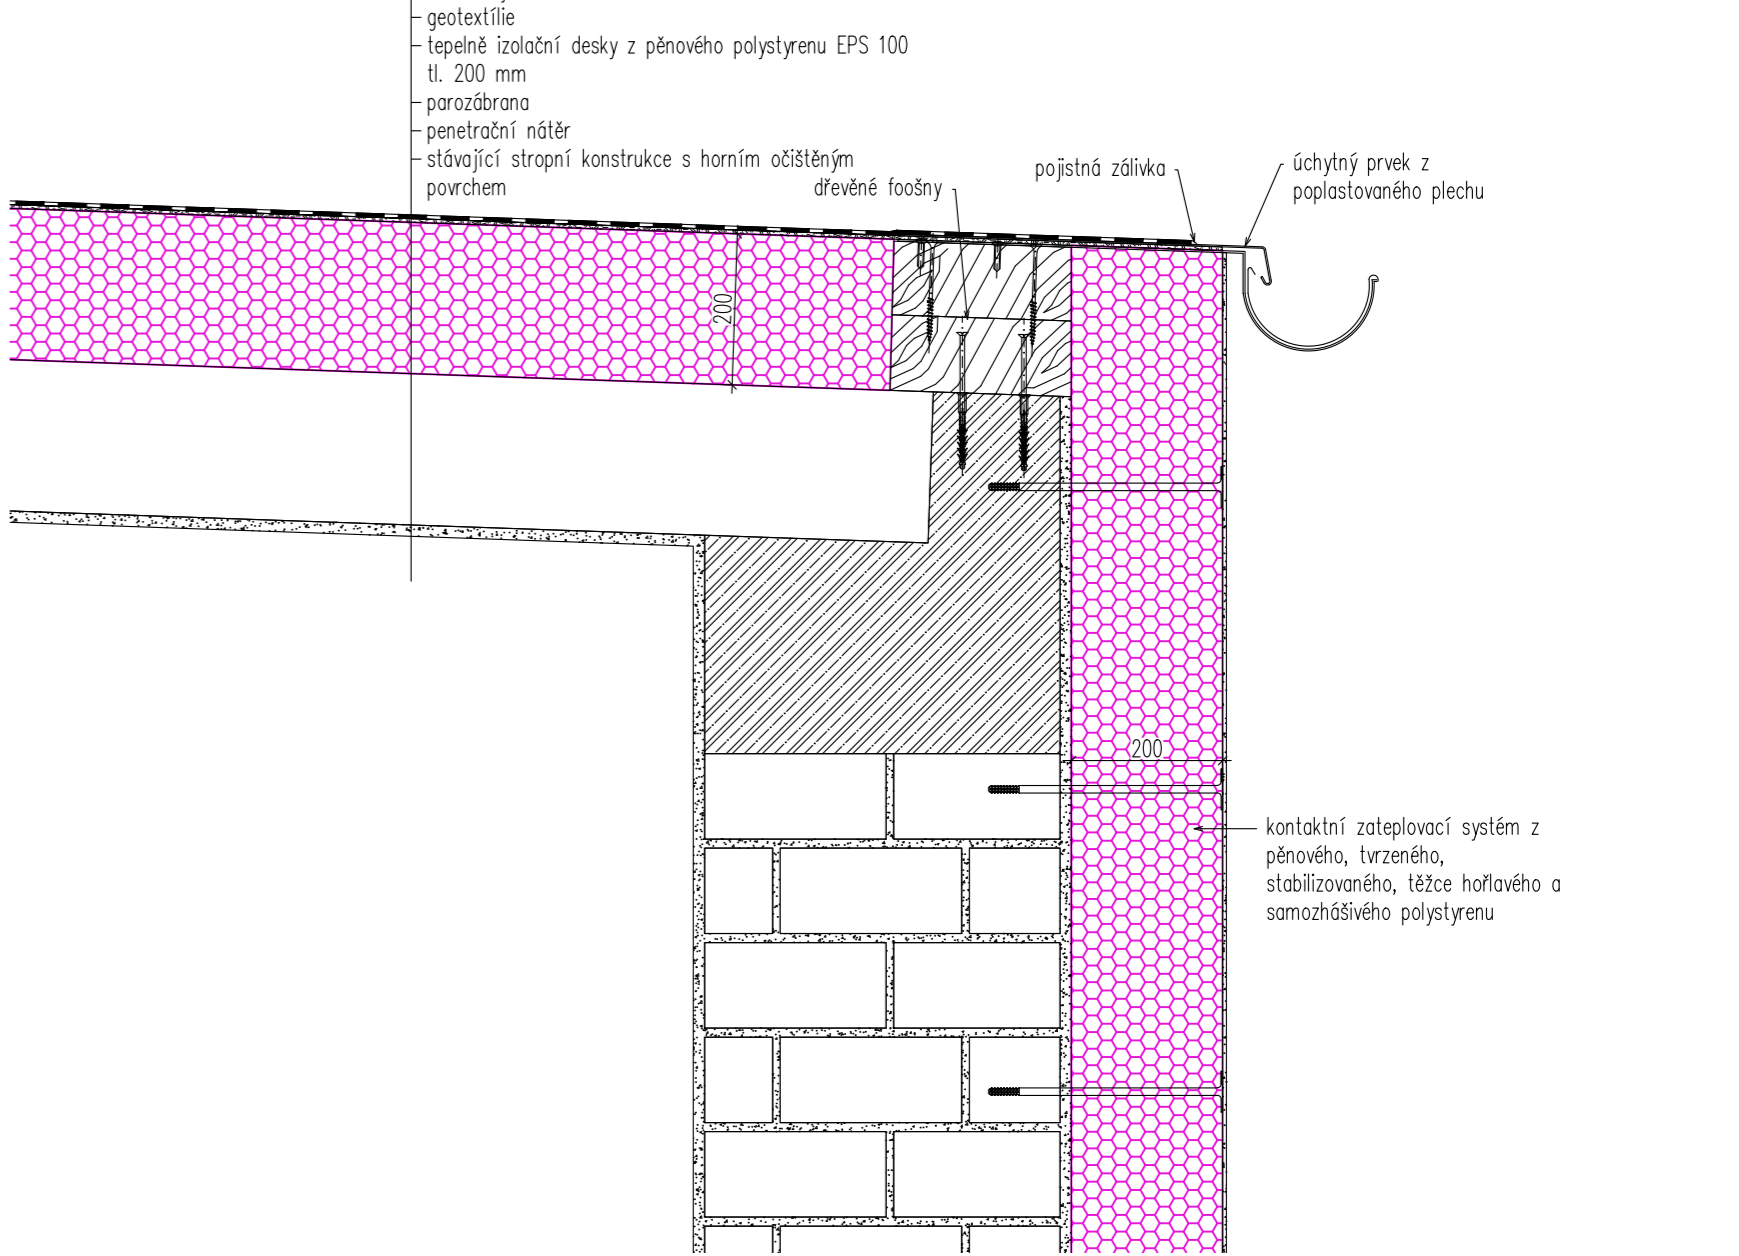 geotextílie
tepelně izolační desky z pěnového polystyrenu EPS 100
tl. 200 mm
parozábrana
penetrační nátěr
stávající stropní konstrukce s horním očištěným
povrchem
dřevěné foošny
pojistná zálivka
úchytný prvek z
poplastovaného plechu
200
200
kontaktní zateplovací systém z
pěnového, tvrzeného,
stabilizovaného, těžce hořlavého a
samozhášivého polystyrenu